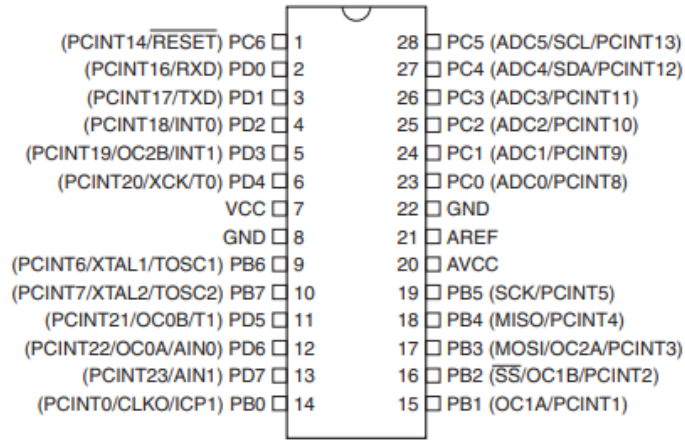 (PCINT14/RESET) PC6 1 28 PC5 (ADC5/SCL/PCINT13)
(PCINT16/RXD) PD0 2 27 PC4 (ADC4/SDA/PCINT12)
(PCINT17/TXD) PD1 3 26 PC3 (ADC3/PCINT11)
(PCINT18/INT0) PD2 4 25 PC2 (ADC2/PCINT10)
(PCINT19/OC2B/INT1) PD3 5 24 PC1 (ADC1/PCINT9)
(PCINT20/XCK/T0) PD4 6 23 PC0 (ADC0/PCINT8)
VCC 7 22 GND
GND 8 21 AREF
(PCINT6/XTAL1/TOSC1) PB6 9 20 AVCC
(PCINT7/XTAL2/TOSC2) PB7 10 19 PB5 (SCK/PCINT5)
(PCINT21/OC0B/T1) PD5 11 18 PB4 (MISO/PCINT4)
(PCINT22/OC0A/AIN0) PD6 12 17 PB3 (MOSI/OC2A/PCINT3)
(PCINT23/AIN1) PD7 13 16 PB2 (SS/OC1B/PCINT2)
(PCINT0/CLKO/ICP1) PB0 14 15 PB1 (OC1A/PCINT1)